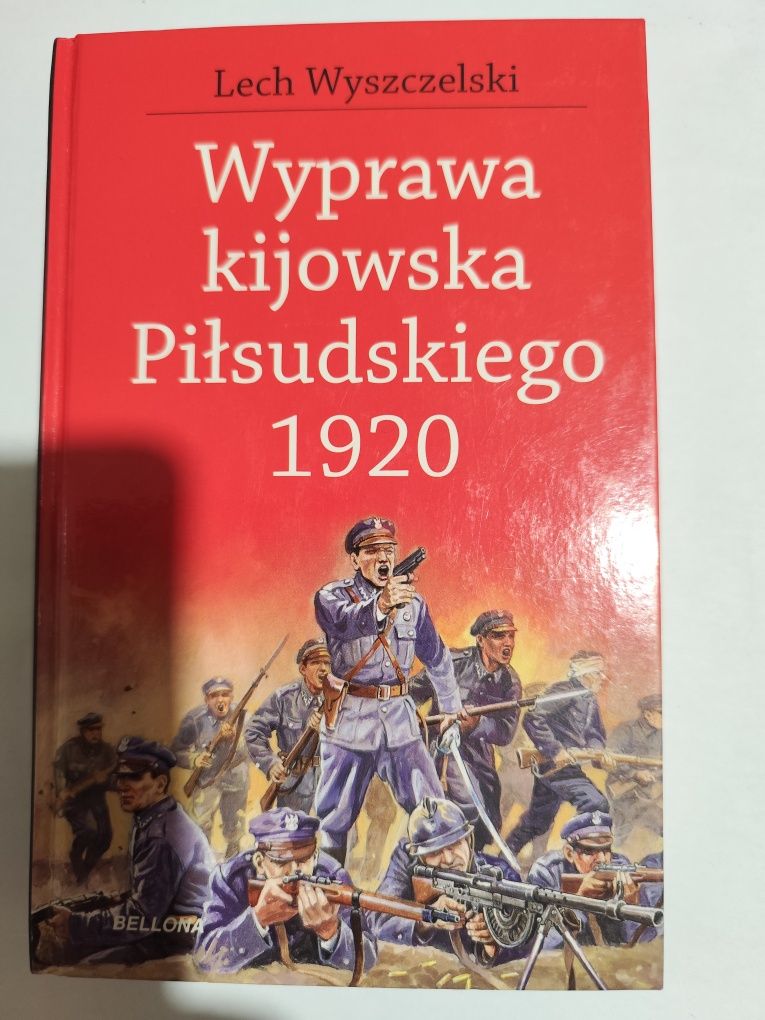 Lech Wyszczelski
Wyprawa
kijowska
Piłsudskiego
1920
BELLONA